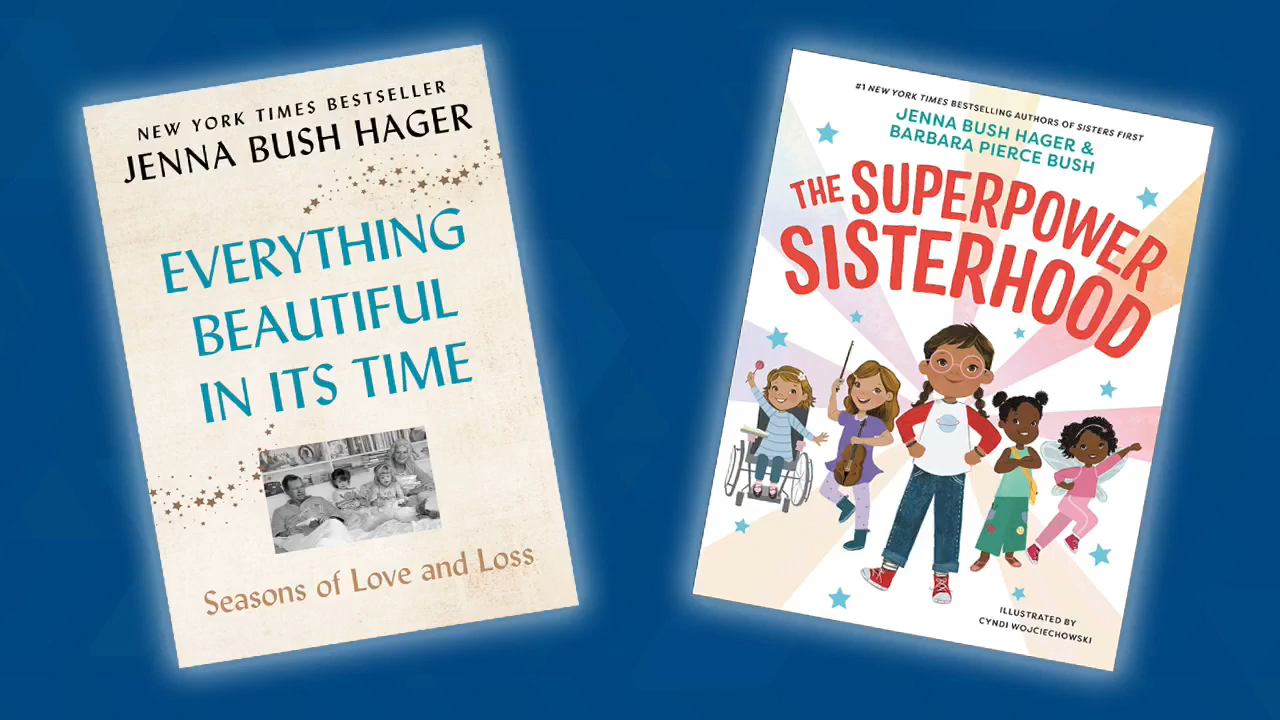 NEW YORK TIMES BESTSELLER
JENNA BUSH HAGER
EVERYTHING
BEAUTIFUL
IN ITS TIME
Seasons of Love and Loss
#1 NEW YORK TIMES BESTSELLING AUTHORS OF SISTERS FIRST
JENNA BUSH HAGER &
BARBARA PIERCE BUSH
THE SUPERPOWER
SISTERHOOD
ILLUSTRATED BY
CYNDI WOJCIECHOWSKI